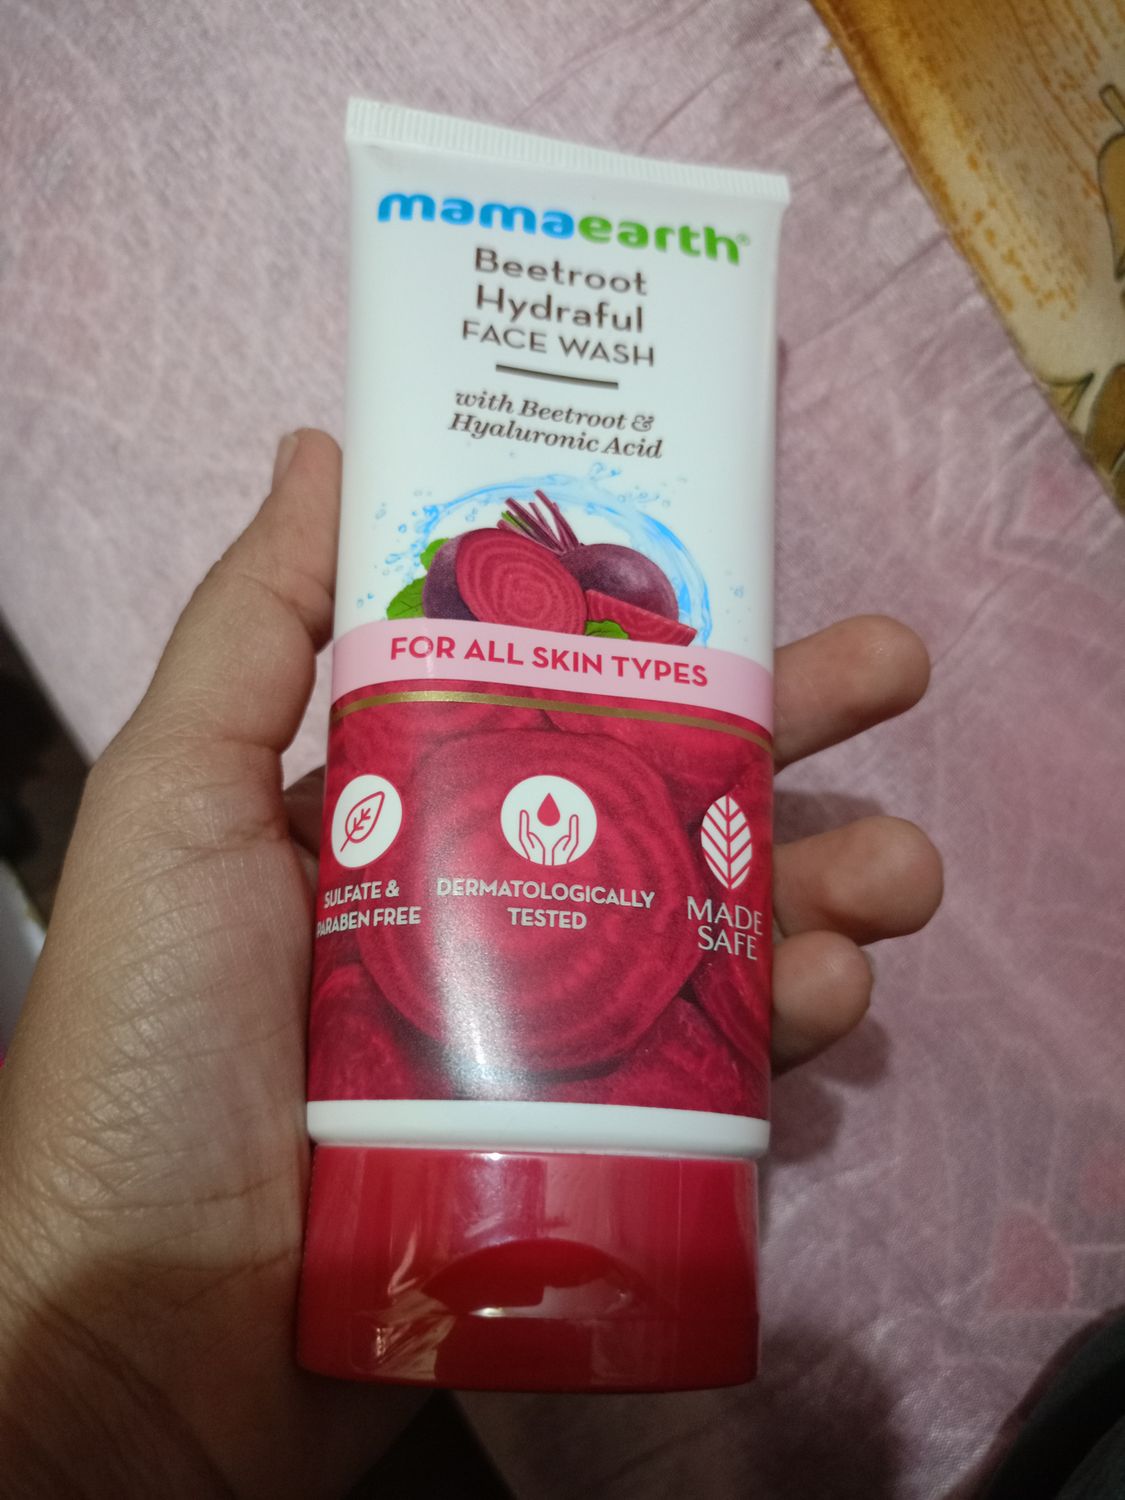 mamaearth®
Beetroot
Hydraful
FACE WASH
with Beetroot &
Hyaluronic Acid
FOR ALL SKIN TYPES
SULFATE &
PARABEN FREE
DERMATOLOGICALLY
TESTED
MADE
SAFE